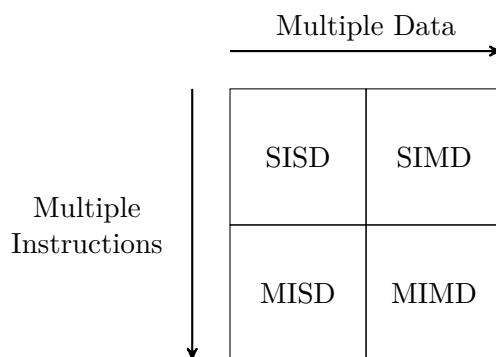 Multiple Data
SISD SIMD
Multiple
Instructions
MISD MIMD